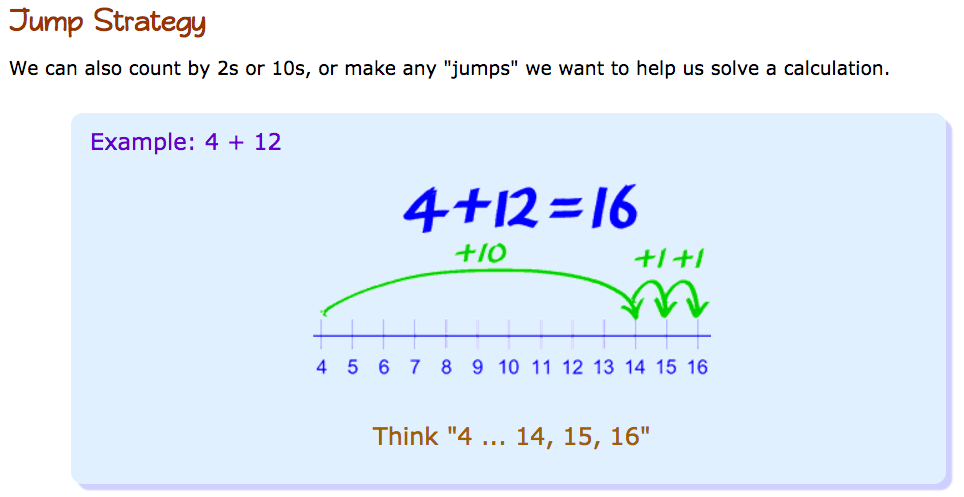 Jump Strategy
We can also count by 2s or 10s, or make any "jumps" we want to help us solve a calculation.
Example: 4 + 12
4+12=16
+10 +1 +1
4 5 6 7 8 9 10 11 12 13 14 15 16
Think "4 ... 14, 15, 16"